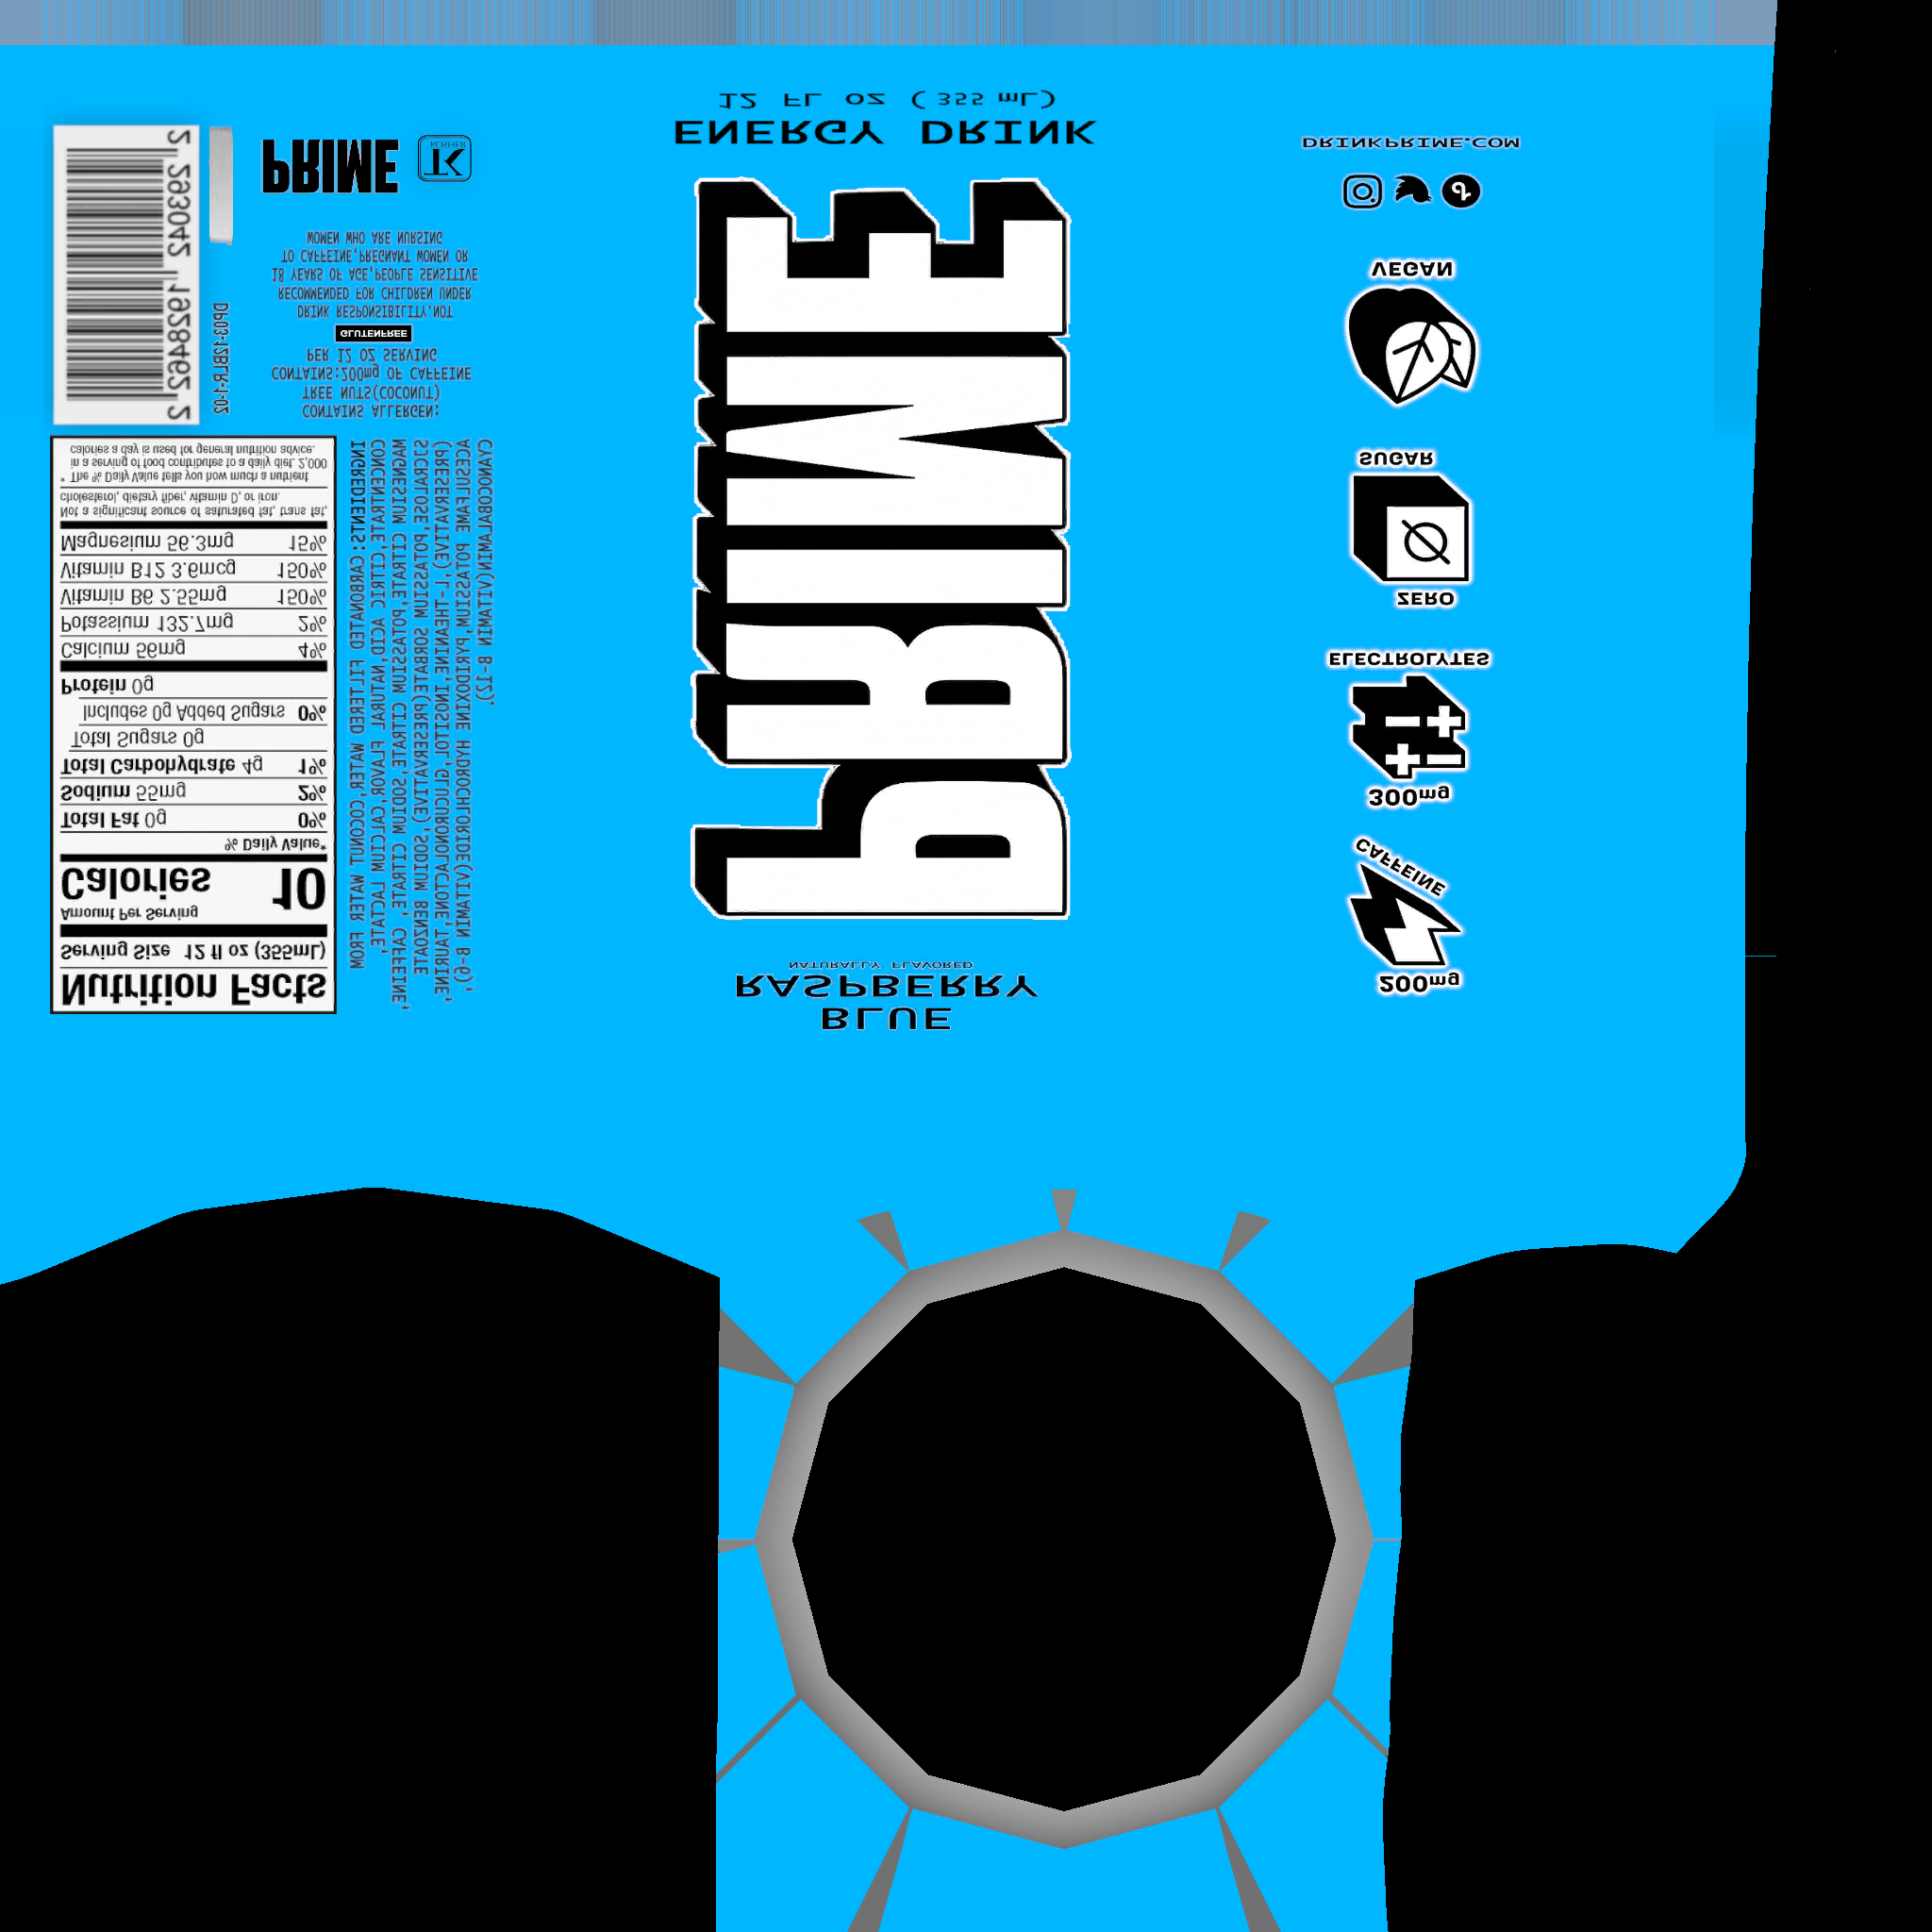 Nutrition Facts
Serving Size 12 fl oz (355mL)
Amount Per Serving
Calories 10
% Daily Value*
Total Fat 0g 0%
Sodium 55mg 2%
Total Carbohydrate 4g 1%
Total Sugars 0g
Includes 0g Added Sugars 0%
Protein 0g
Calcium 56mg 4%
Potassium 132.7mg 2%
Vitamin B6 2.55mg 150%
Vitamin B12 3.6mcg 150%
Magnesium 56.3mg 15%
Not a significant source of saturated fat, trans fat,
cholesterol, dietary fiber, vitamin D, or iron.
* The % Daily Value tells you how much a nutrient
in a serving of food contributes to a daily diet. 2,000
calories a day is used for general nutrition advice.
INGREDIENTS:CARBONATED FILTERED WATER,COCONUT WATER FROM
CONCENTRATE,CITRIC ACID,NATURAL FLAVOR,CALCIUM LACTATE,
MAGNESIUM CITRATE,POTASSIUM CITRATE,SODIUM CITRATE, CAFFEINE,
SJCRALOSE,POTASSIUM SORBATE(PRESERVATIVE),SODIUM BENZOATE
(PRESERVATIVE),L-THEANINE,INOSITOL,GLUCURONOLACTONE,TAURINE,
ACESULFAME POTASSIUM,PYRIDOXINE HYDROCHLORIDE(VITAMIN B-6),
CYANOCOBALAMIN(VITAMIN B-12).
CONTAINS ALLERGEN:
TREE NUTS(COCONUT)
CONTAINS:200mg OF CAFFEINE
PER 12 OZ SERVING
GLUTENFREE
DRINK RESPONSIBILITY.NOT
RECOMMENDED FOR CHILDREN UNDER
18 YEARS OF AGE,PEOPLE SENSITIVE
TO CAFFEINE,PREGNANT WOMEN OR
WOMEN WHO ARE NURSING
PRIME
K
KOSHER
DP03-12BLR-1-02
2 293042 1928462 2
BLUE
RASPBERRY
NATURALLY FLAVORED
PRIME
ENERGY DRINK
12 FL OZ (355 mL)
200mg
CAFFEINE
300mg
ELECTROLYTES
ZERO
SUGAR
VEGAN
DRINKPRIME.COM